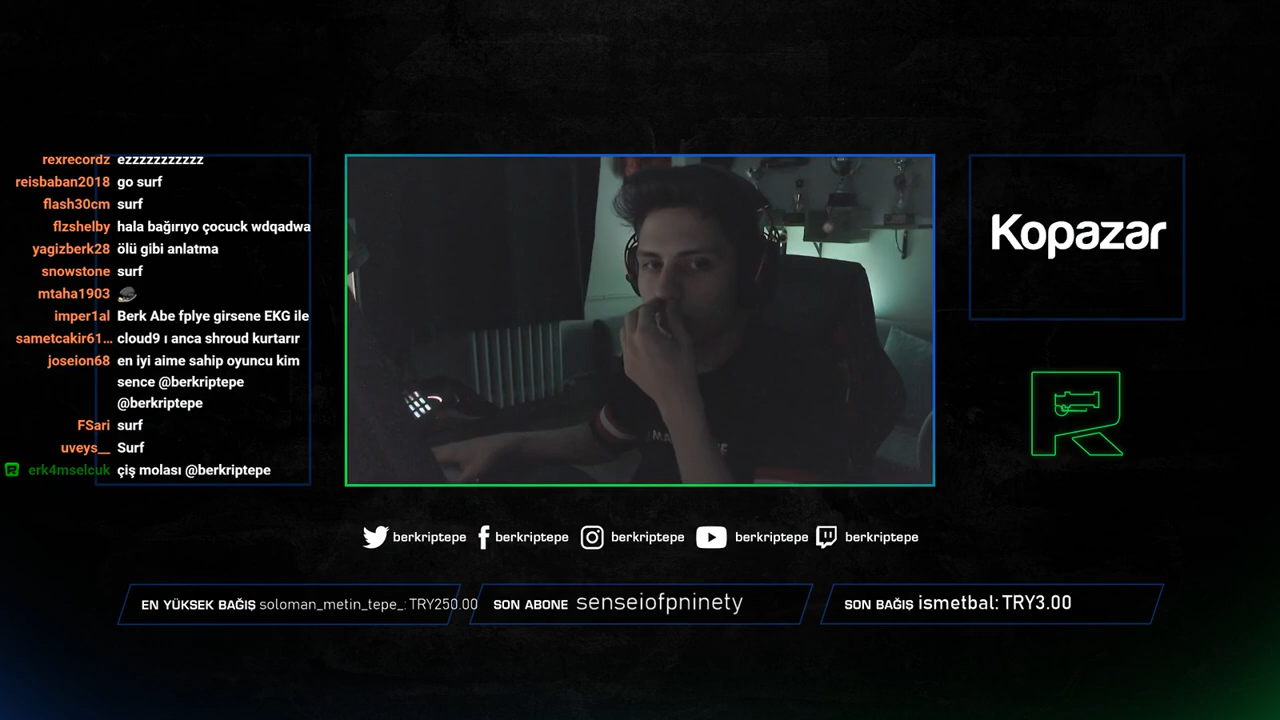 rexrecordz ezzzzzzzzzzz
reisbaban2018 go surf
flash30cm surf
flzshelby hala bağırıyo çocuck wdqadwa
yagizberk28 ölü gibi anlatma
snowstone surf
mtaha1903
imper1al Berk Abe fplye girsene EKG ile
sametcakir61... cloud9 ı anca shroud kurtarır
joseion68 en iyi aime sahip oyuncu kim
sence @berkriptepe
@berkriptepe
FSari surf
uveys__ Surf
erk4mselcuk çiş molası @berkriptepe
Kopazar
berkriptepe berkriptepe berkriptepe berkriptepe berkriptepe
EN YÜKSEK BAĞIŞ soloman_metin_tepe_: TRY250.00
SON ABONE senseiofpninety
SON BAĞIŞ ismetbal: TRY3.00